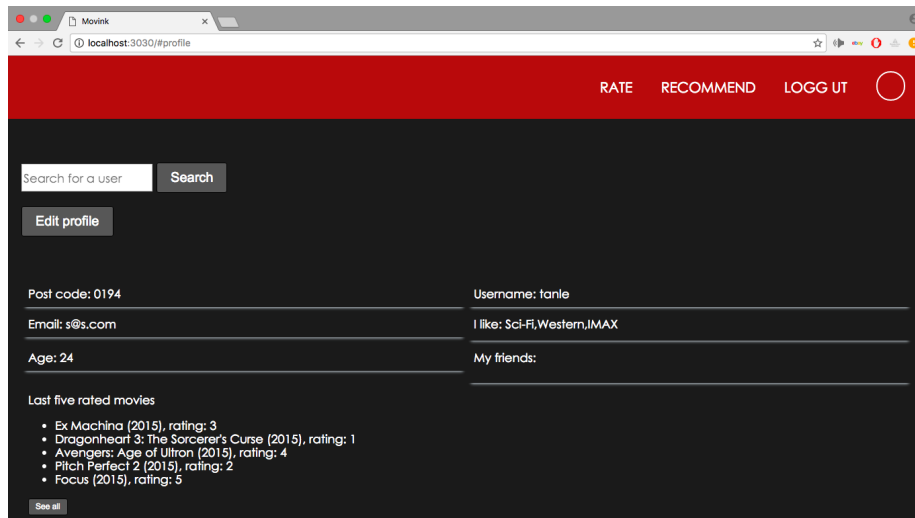 Movink
localhost:3030/#profile
RATE RECOMMEND LOGG UT
Search for a user Search
Edit profile
Post code: 0194
Username: tanle
Email: s@s.com
I like: Sci-Fi,Western,IMAX
Age: 24
My friends:
Last five rated movies
• Ex Machina (2015), rating: 3
• Dragonheart 3: The Sorcerer's Curse (2015), rating: 1
• Avengers: Age of Ultron (2015), rating: 4
• Pitch Perfect 2 (2015), rating: 2
• Focus (2015), rating: 5
See all